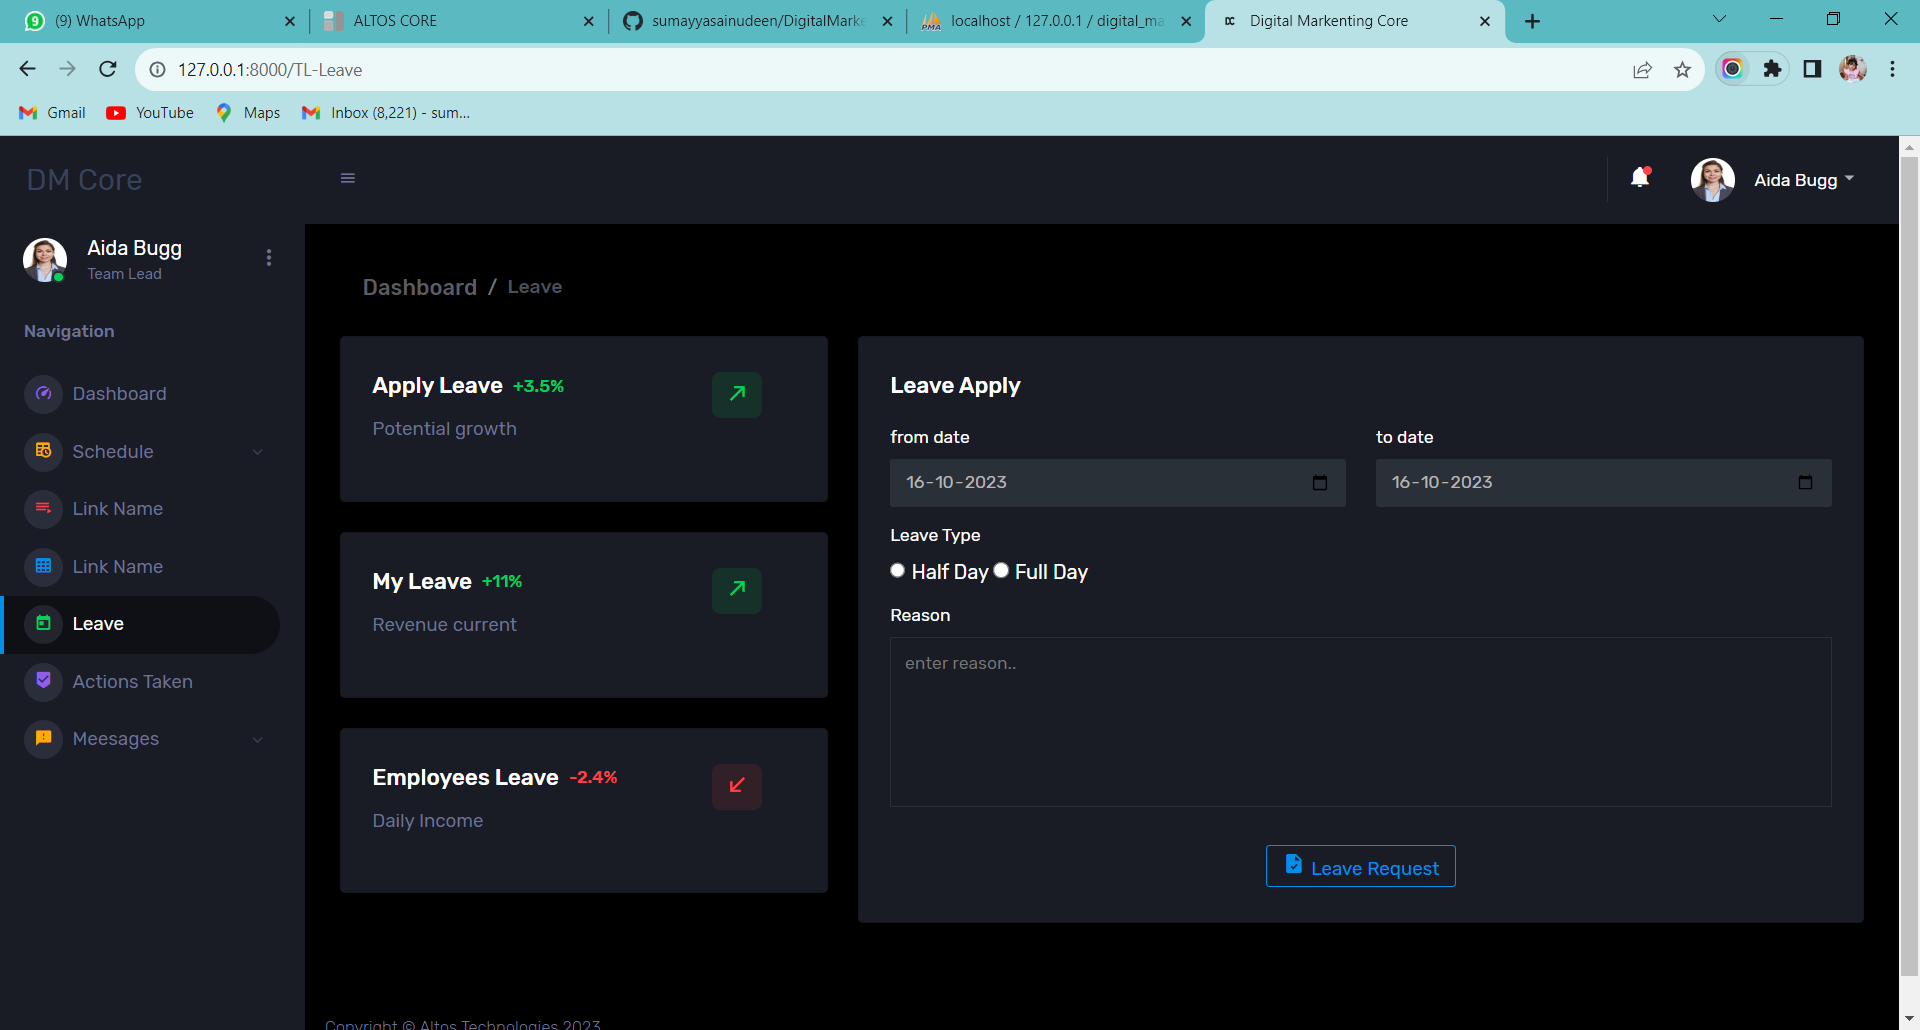 (9) WhatsApp
ALTOS CORE
sumayyasainudeen/DigitalMarke
localhost / 127.0.0.1 / digital_ma
DC Digital Markenting Core
127.0.0.1:8000/TL-Leave
Gmail
YouTube
Maps
Inbox (8,221) - sum...
DM Core
Aida Bugg
Aida Bugg
Team Lead
Navigation
Dashboard
Schedule
Link Name
Link Name
Leave
Actions Taken
Meesages
Dashboard / Leave
Apply Leave +3.5%
Potential growth
My Leave +11%
Revenue current
Employees Leave -2.4%
Daily Income
Leave Apply
from date
to date
16-10-2023
16-10-2023
Leave Type
Half Day Full Day
Reason
enter reason..
Leave Request
Copyright © Altos Technologies 2023